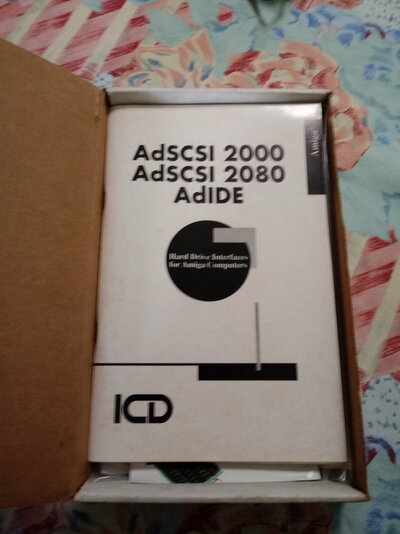 Amiga
AdSCSI 2000
AdSCSI 2080
AdIDE
Hard Drive Interfaces
for Amiga Computers
ICD